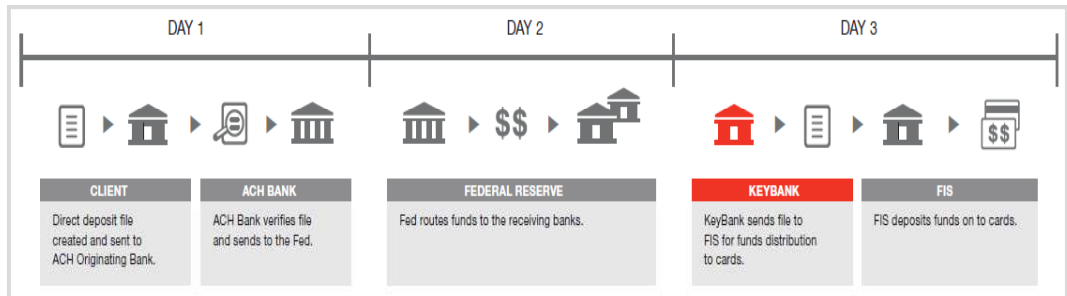 DAY 1
DAY 2
DAY 3
$$
$$
CLIENT
Direct deposit file
created and sent to
ACH Originating Bank.
ACH BANK
ACH Bank verifies file
and sends to the Fed.
FEDERAL RESERVE
Fed routes funds to the receiving banks.
KEYBANK
KeyBank sends file to
FIS for funds distribution
to cards.
FIS
FIS deposits funds on to cards.